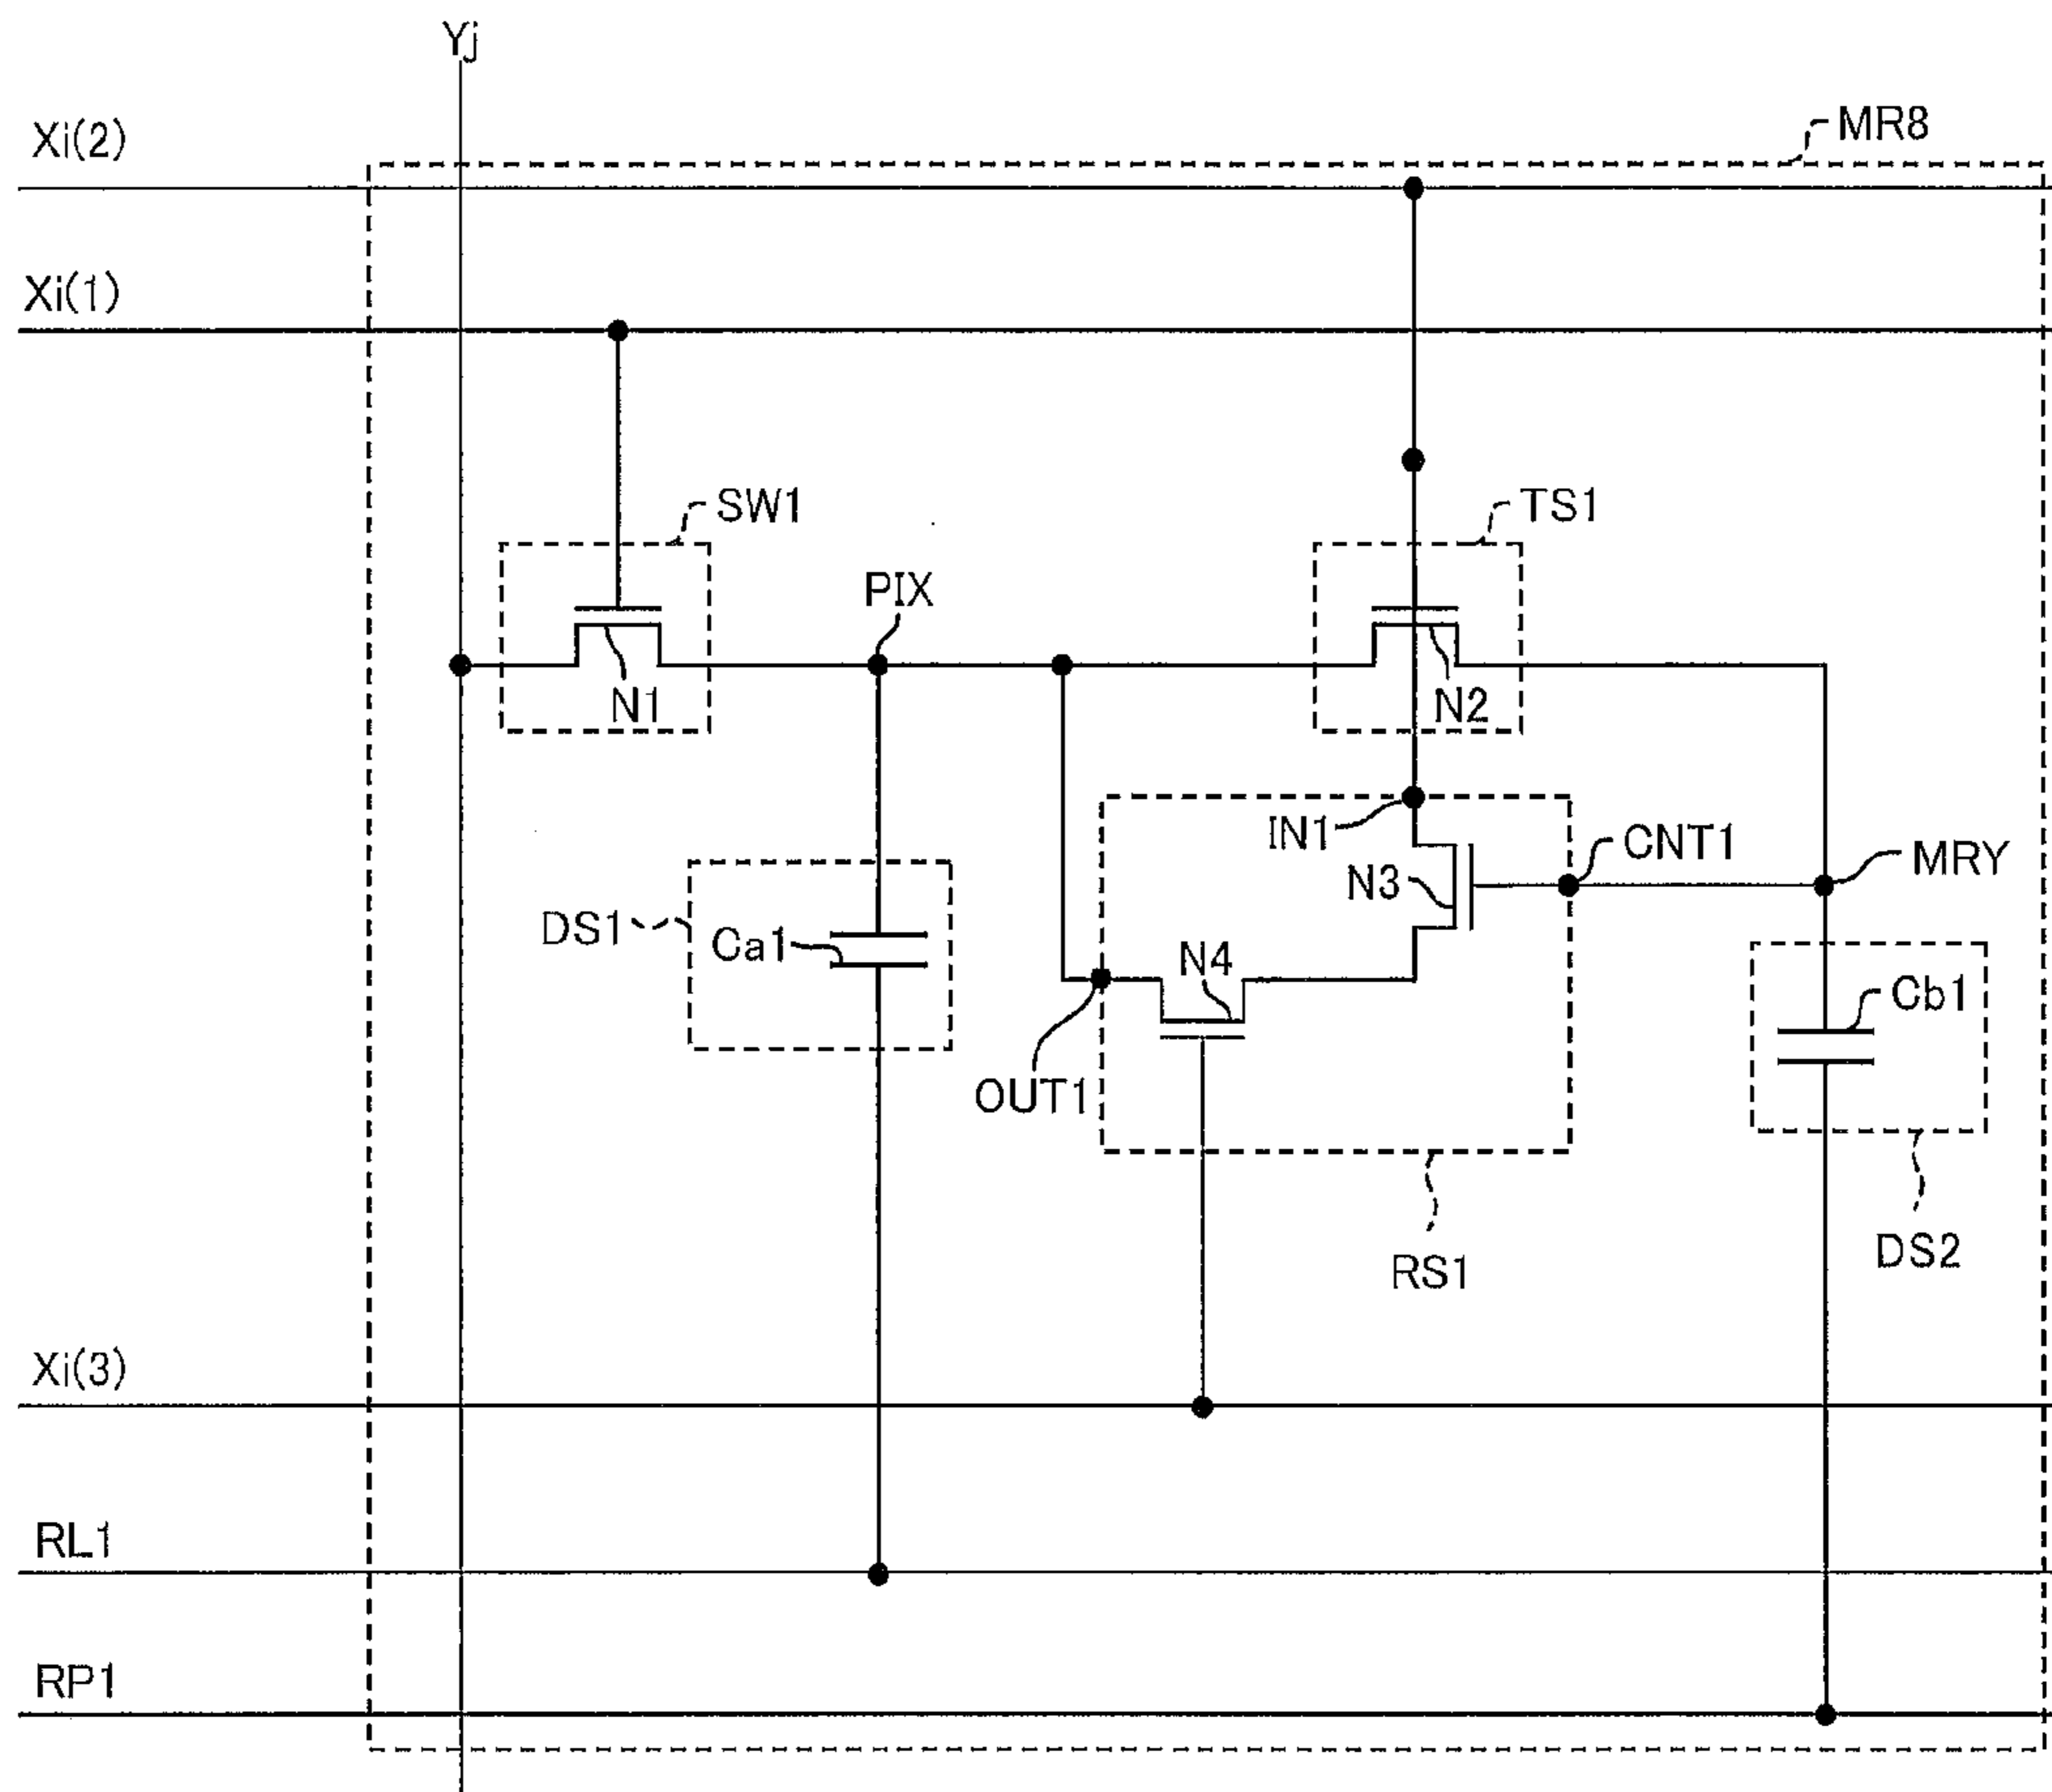 Yj
Xi(2)
MR8
Xi(1)
SW1
TS1
PIX
N1
N2
IN1
CNT1
MRY
N3
DS1
Ca1
N4
Cb1
OUT1
RS1
DS2
Xi(3)
RL1
RP1